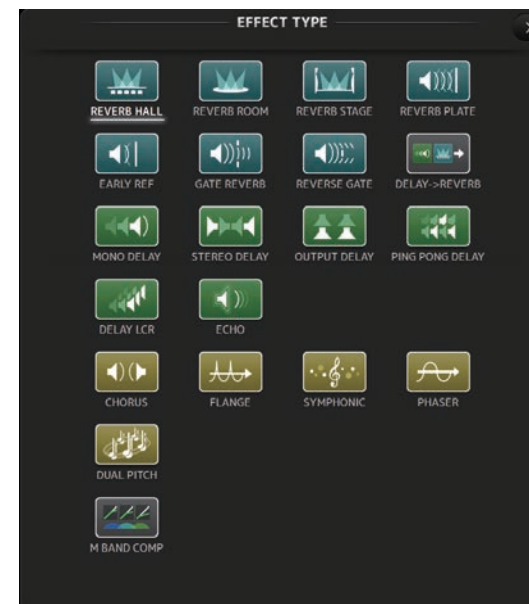 EFFECT TYPE
REVERB HALL REVERB ROOM REVERB STAGE REVERB PLATE
EARLY REF GATE REVERB REVERSE GATE DELAY->REVERB
MONO DELAY STEREO DELAY OUTPUT DELAY PING PONG DELAY
DELAY LCR ECHO
CHORUS FLANGE SYMPHONIC PHASER
DUAL PITCH
M BAND COMP